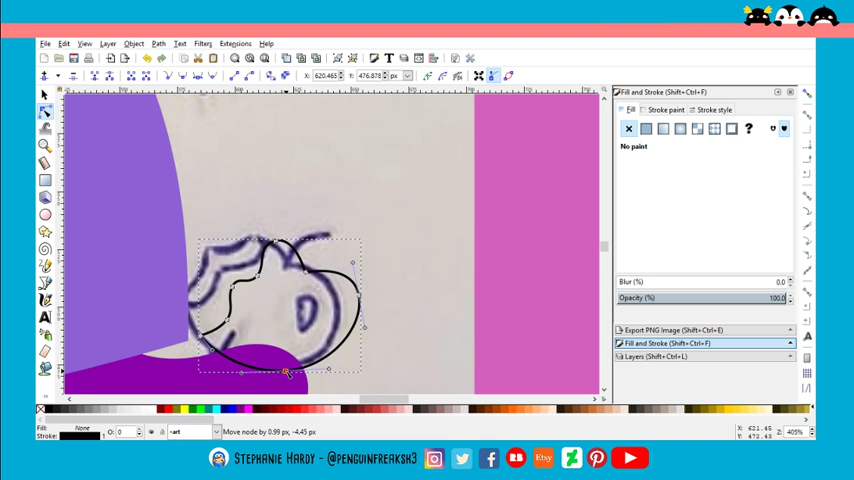 File Edit View Layer Object Path Text Filters Extensions Help
X: 620.465 Y: 476.878 px
Fill and Stroke (Shift+Ctrl+F)
Fill Stroke paint Stroke style
?
No paint
Blur (%) 0.0
Opacity (%) 100.0
Export PNG Image (Shift+Ctrl+E)
Fill and Stroke (Shift+Ctrl+F)
Layers (Shift+Ctrl+L)
Fill: None
Stroke: 1 O: 0 -art Move node by 0.99 px, -4.45 px
X: 621.45
Y: 472.43
Z: 405%
Stephanie Hardy - @penguinfreaksh3 Etsy